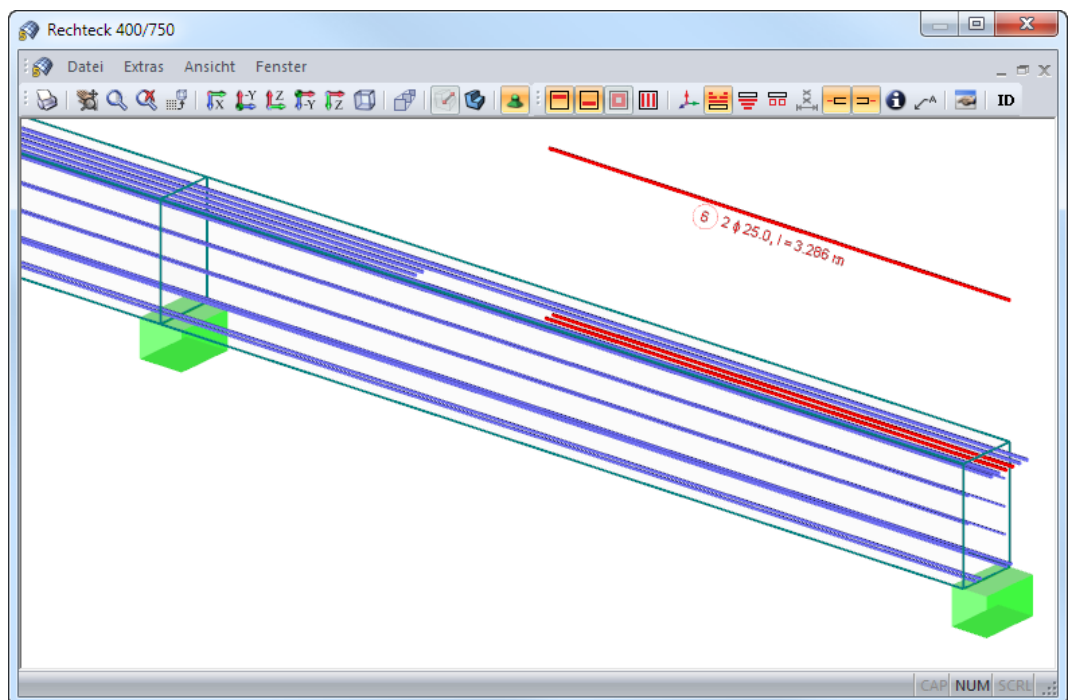 Rechteck 400/750
Datei Extras Ansicht Fenster
X -Y Z -Y Z X A ID
6 2 ϕ 25.0, l = 3.286 m
CAP NUM SCRL